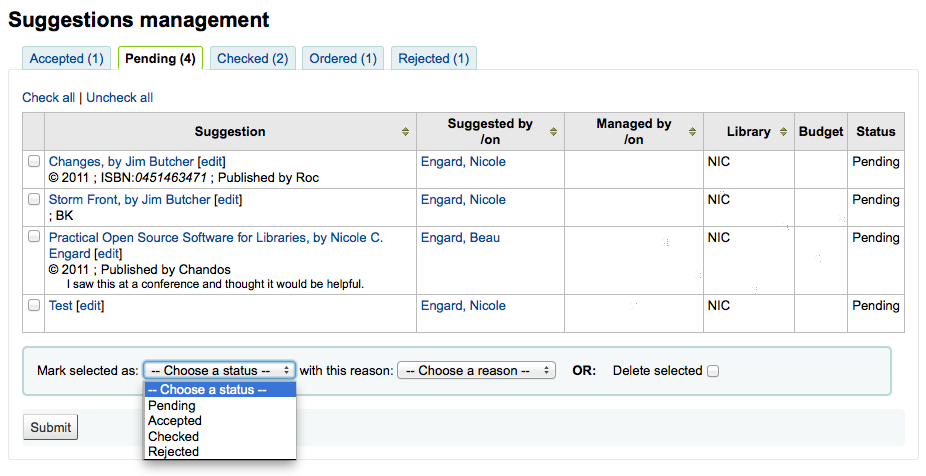 Suggestions management
Accepted (1) Pending (4) Checked (2) Ordered (1) Rejected (1)
Check all | Uncheck all
Suggestion Suggested by /on Managed by /on Library Budget Status
Changes, by Jim Butcher [edit] Engard, Nicole NIC Pending
© 2011 ; ISBN:0451463471 ; Published by Roc
Storm Front, by Jim Butcher [edit] Engard, Nicole NIC Pending
; BK
Practical Open Source Software for Libraries, by Nicole C. Engard, Beau NIC Pending
Engard [edit]
© 2011 ; Published by Chandos
I saw this at a conference and thought it would be helpful.
Test [edit] Engard, Nicole NIC Pending
Mark selected as: -- Choose a status -- with this reason: -- Choose a reason -- OR: Delete selected
-- Choose a status --
Pending
Accepted
Checked
Rejected
Submit